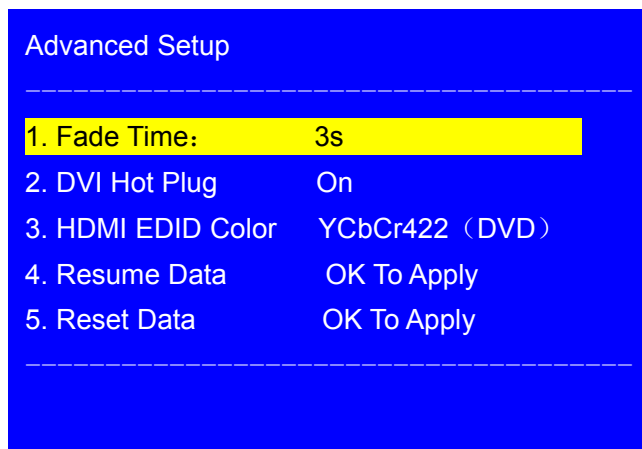 Advanced Setup
1. Fade Time： 3s
2. DVI Hot Plug On
3. HDMI EDID Color YCbCr422（DVD）
4. Resume Data OK To Apply
5. Reset Data OK To Apply